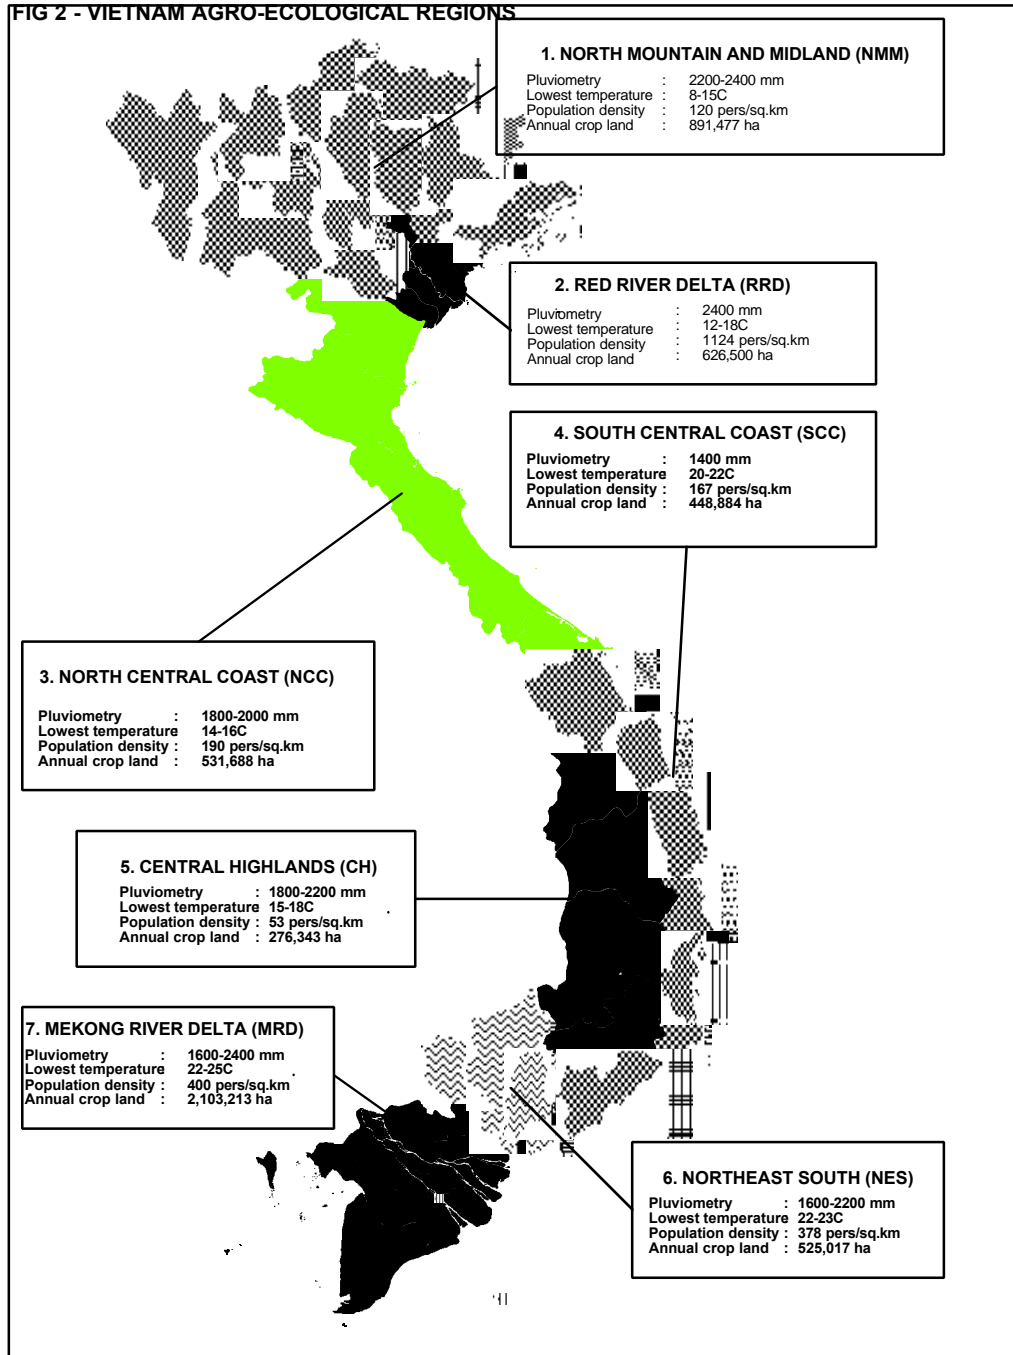 FIG 2 - VIETNAM AGRO-ECOLOGICAL REGIONS
1. NORTH MOUNTAIN AND MIDLAND (NMM)
Pluviometry : 2200-2400 mm
Lowest temperature : 8-15C
Population density : 120 pers/sq.km
Annual crop land : 891,477 ha
2. RED RIVER DELTA (RRD)
Pluviometry : 2400 mm
Lowest temperature : 12-18C
Population density : 1124 pers/sq.km
Annual crop land : 626,500 ha
4. SOUTH CENTRAL COAST (SCC)
Pluviometry : 1400 mm
Lowest temperature 20-22C
Population density : 167 pers/sq.km
Annual crop land : 448,884 ha
3. NORTH CENTRAL COAST (NCC)
Pluviometry : 1800-2000 mm
Lowest temperature 14-16C
Population density : 190 pers/sq.km
Annual crop land : 531,688 ha
5. CENTRAL HIGHLANDS (CH)
Pluviometry : 1800-2200 mm
Lowest temperature 15-18C
Population density : 53 pers/sq.km
Annual crop land : 276,343 ha
7. MEKONG RIVER DELTA (MRD)
Pluviometry : 1600-2400 mm
Lowest temperature 22-25C
Population density : 400 pers/sq.km
Annual crop land : 2,103,213 ha
6. NORTHEAST SOUTH (NES)
Pluviometry : 1600-2200 mm
Lowest temperature 22-23C
Population density : 378 pers/sq.km
Annual crop land : 525,017 ha